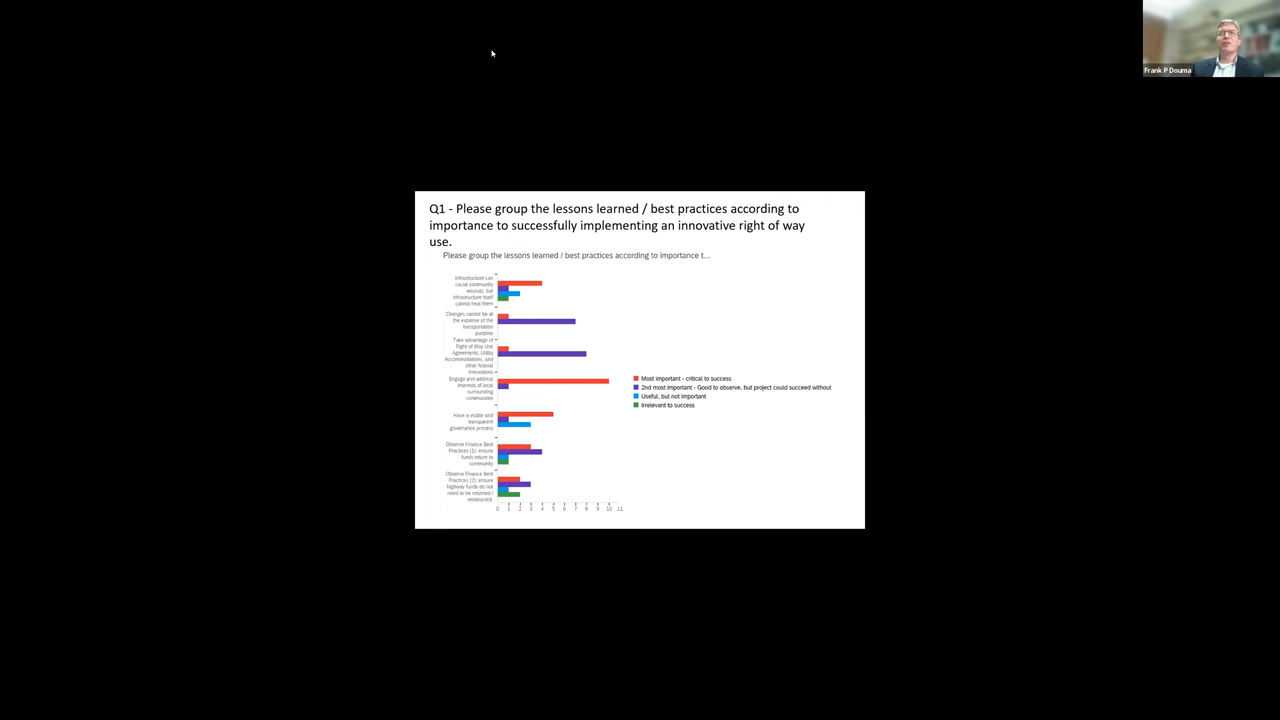 Frank P Douma
Q1 - Please group the lessons learned / best practices according to
importance to successfully implementing an innovative right of way
use.
Please group the lessons learned / best practices according to importance t...
Infrastructure can
cause community
wounds, but
infrastructure itself
cannot heal them
Changes cannot be at
the expense of the
transportation
purpose
Take advantage of
Right of Way Use
Agreements, Utility
Accommodations, and
other federal
innovations
Engage and address
interests of local
surrounding
communities
Have a visible and
transparent
governance process
Observe Finance Best
Practices (1): ensure
funds return to
community
Observe Finance Best
Practices (2): ensure
highway funds do not
need to be returned /
reimbursed
0 1 2 3 4 5 6 7 8 9 10 11
Most important - critical to success
2nd most important - Good to observe, but project could succeed without
Useful, but not important
Irrelevant to success